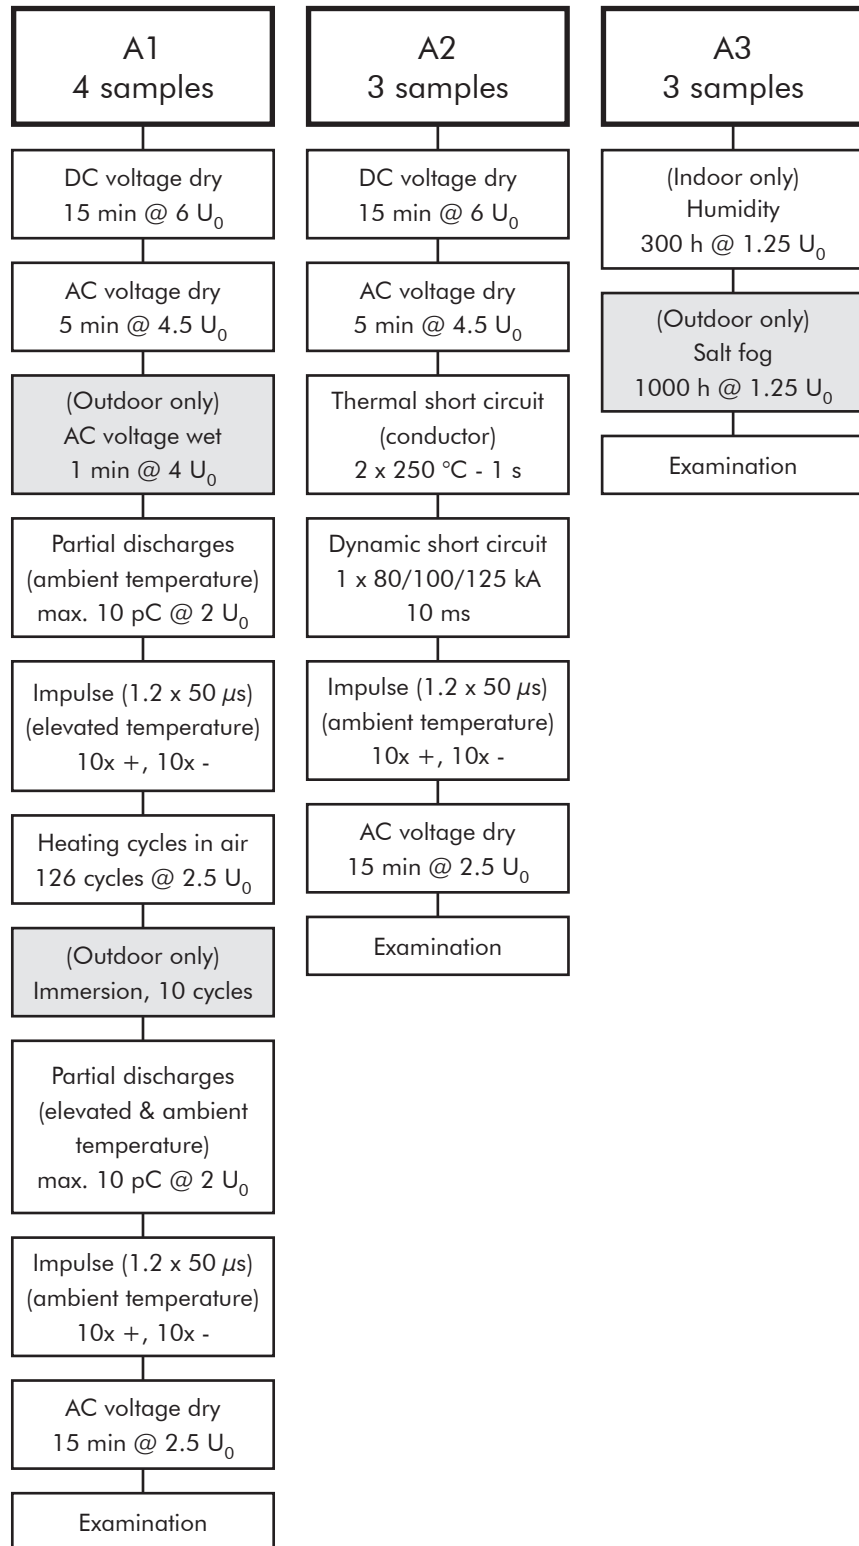 A1
4 samples
DC voltage dry
15 min @ 6 U₀
AC voltage dry
5 min @ 4.5 U₀
(Outdoor only)
AC voltage wet
1 min @ 4 U₀
Partial discharges
(ambient temperature)
max. 10 pC @ 2 U₀
Impulse (1.2 x 50 μs)
(elevated temperature)
10x +, 10x -
Heating cycles in air
126 cycles @ 2.5 U₀
(Outdoor only)
Immersion, 10 cycles
Partial discharges
(elevated & ambient
temperature)
max. 10 pC @ 2 U₀
Impulse (1.2 x 50 μs)
(ambient temperature)
10x +, 10x -
AC voltage dry
15 min @ 2.5 U₀
Examination
A2
3 samples
DC voltage dry
15 min @ 6 U₀
AC voltage dry
5 min @ 4.5 U₀
Thermal short circuit
(conductor)
2 x 250 °C - 1 s
Dynamic short circuit
1 x 80/100/125 kA
10 ms
Impulse (1.2 x 50 μs)
(ambient temperature)
10x +, 10x -
AC voltage dry
15 min @ 2.5 U₀
Examination
A3
3 samples
(Indoor only)
Humidity
300 h @ 1.25 U₀
(Outdoor only)
Salt fog
1000 h @ 1.25 U₀
Examination